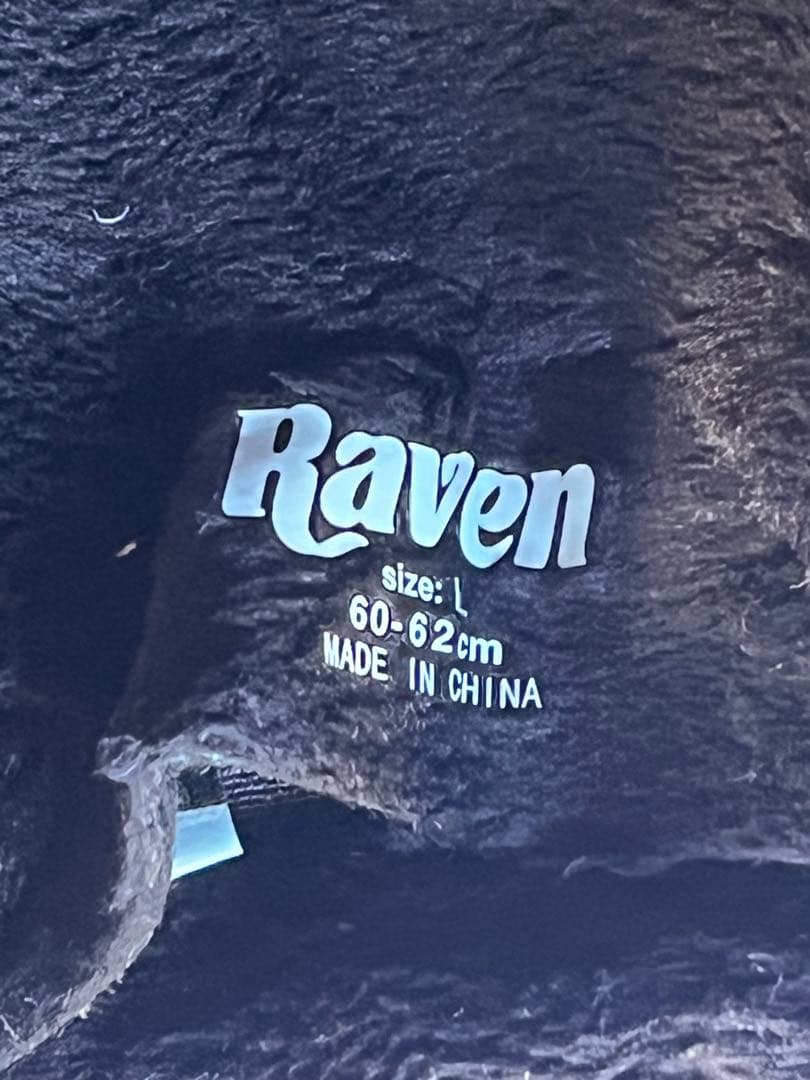 Raven
size: L
60-62cm
MADE IN CHINA